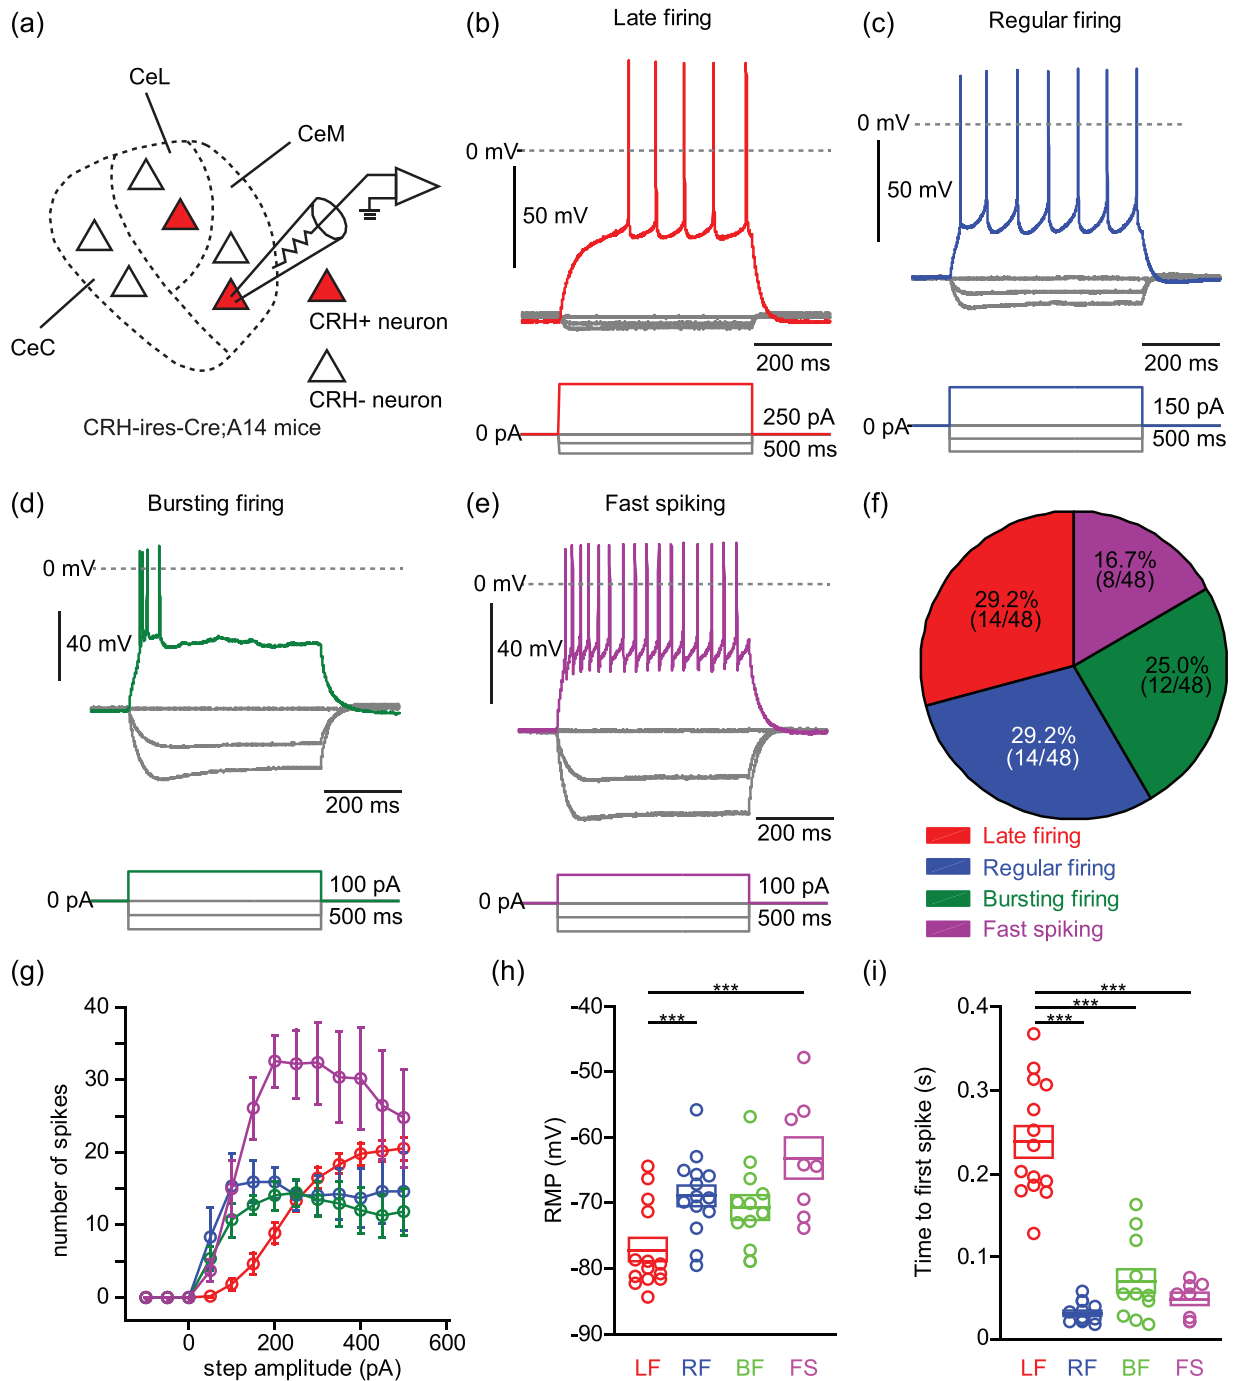 (a)
CeL
CeM
CeC
CRH+ neuron
CRH- neuron
CRH-ires-Cre;A14 mice
(b)
Late firing
0 mV
50 mV
200 ms
0 pA
250 pA
500 ms
(c)
Regular firing
0 mV
50 mV
200 ms
0 pA
150 pA
500 ms
(d)
Bursting firing
0 mV
40 mV
200 ms
0 pA
100 pA
500 ms
(e)
Fast spiking
0 mV
40 mV
200 ms
0 pA
100 pA
500 ms
(f)
16.7%
(8/48)
29.2%
(14/48)
25.0%
(12/48)
29.2%
(14/48)
Late firing
Regular firing
Bursting firing
Fast spiking
(g)
number of spikes
40
30
20
10
0
0 200 400 600
step amplitude (pA)
(h)
RMP (mV)
-40
-50
-60
-70
-80
-90
***
***
LF RF BF FS
(i)
Time to first spike (s)
0.4
0.3
0.2
0.1
0
***
***
***
LF RF BF FS